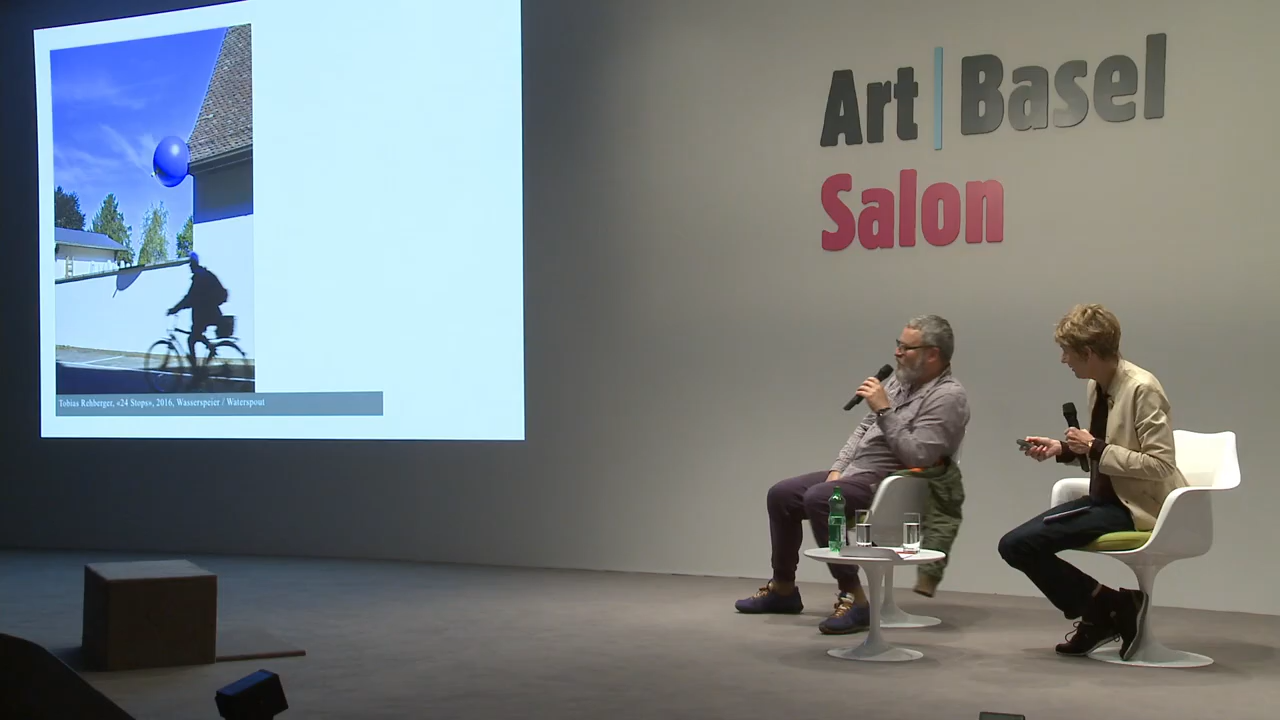 Art | Basel
Salon
Tobias Rehberger, «24 Stops», 2016, Wasserspeier / Waterspout